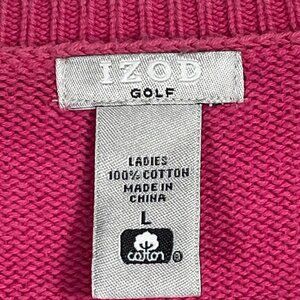 IZOD
GOLF
LADIES
100% COTTON
MADE IN
CHINA
L
cotton ®